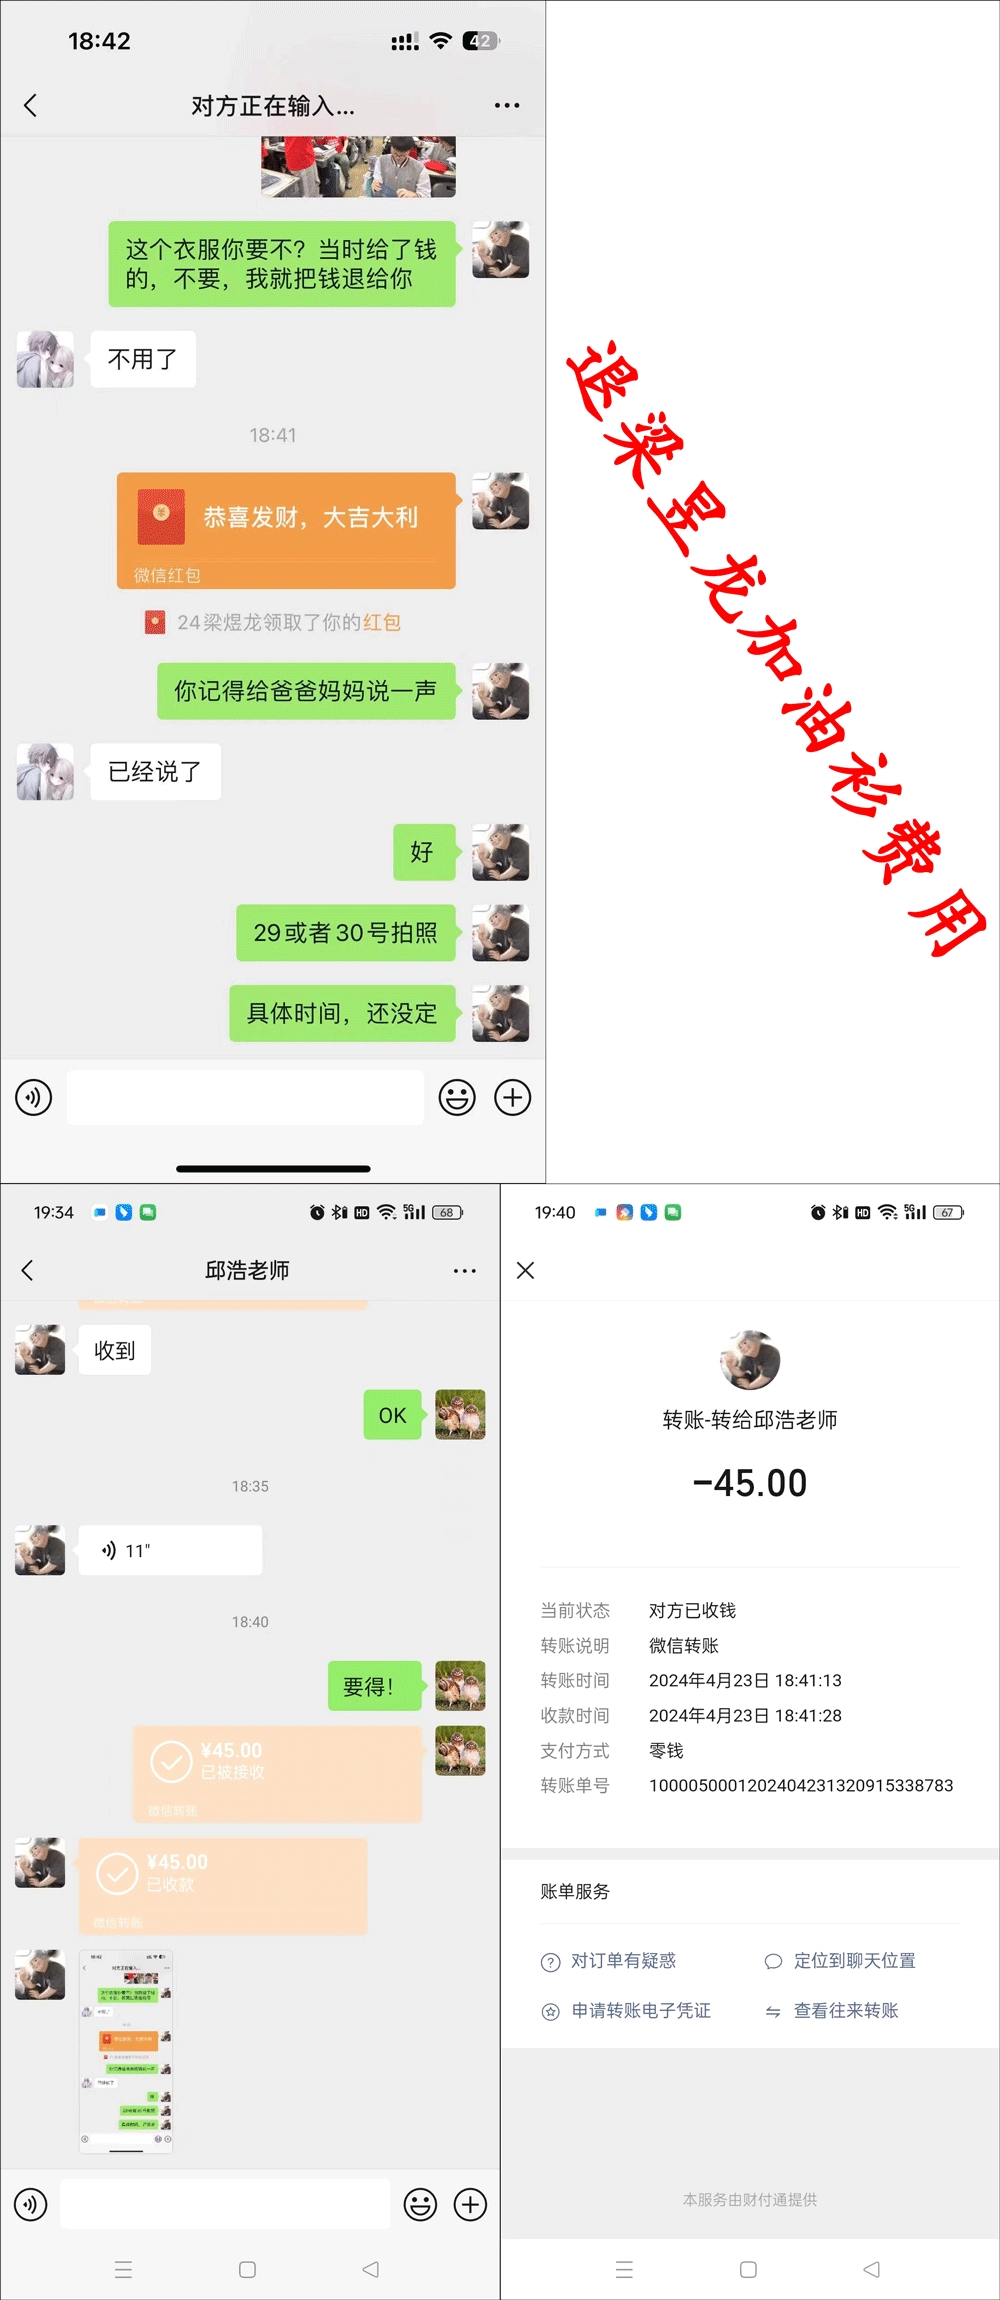 18:42
42
对方正在输入...
这个衣服你要不？当时给了钱
的，不要，我就把钱退给你
不用了
18:41
恭喜发财，大吉大利
微信红包
24梁煜龙领取了你的红包
你记得给爸爸妈妈说一声
已经说了
好
29或者30号拍照
具体时间，还没定
退梁昱龙加油衫费用
19:34
HD
5G
68
邱浩老师
收到
OK
18:35
11"
18:40
要得！
¥45.00
已被接收
微信转账
¥45.00
已收款
微信转账
19:40
HD
5G
67
转账-转给邱浩老师
-45.00
当前状态 对方已收钱
转账说明 微信转账
转账时间 2024年4月23日 18:41:13
收款时间 2024年4月23日 18:41:28
支付方式 零钱
转账单号 1000050001202404231320915338783
账单服务
对订单有疑惑 定位到聊天位置
申请转账电子凭证 查看往来转账
本服务由财付通提供